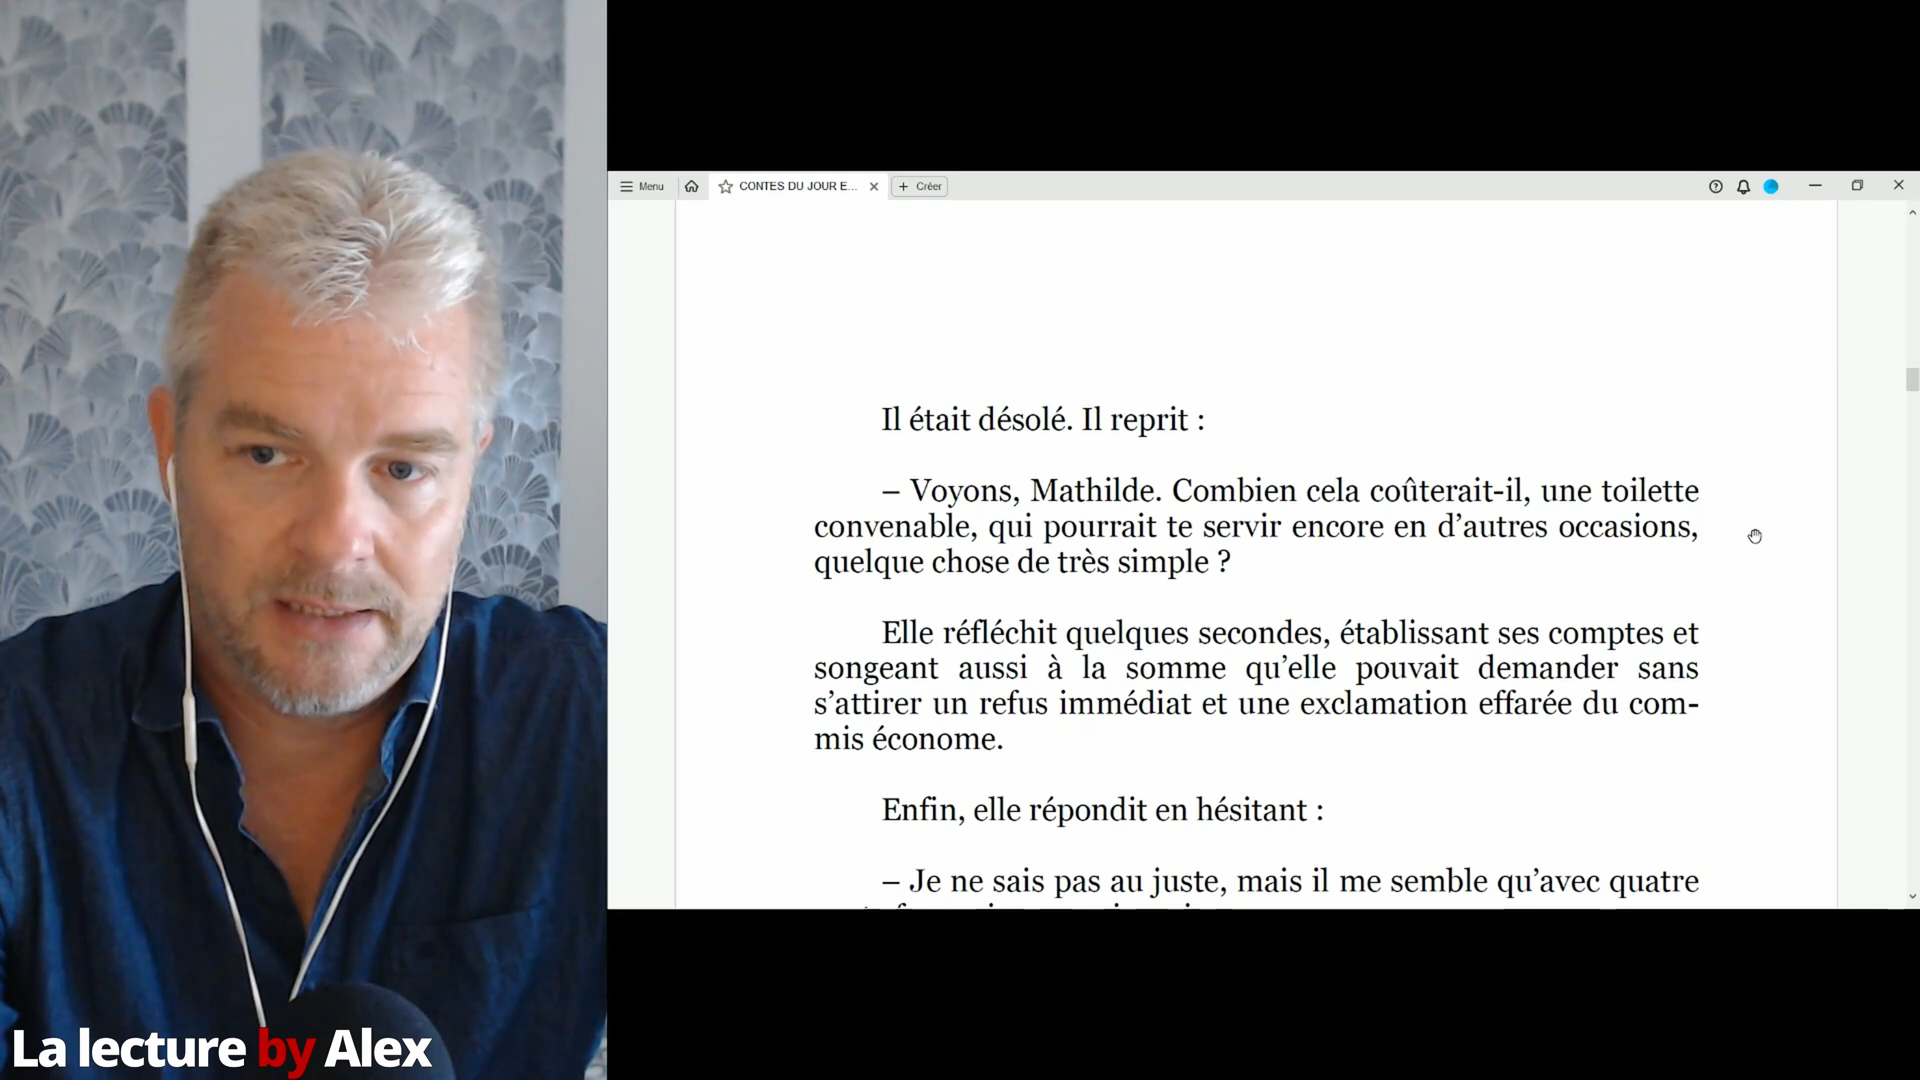 Menu
CONTES DU JOUR E...
Créer
Il était désolé. Il reprit :
– Voyons, Mathilde. Combien cela coûterait-il, une toilette
convenable, qui pourrait te servir encore en d’autres occasions,
quelque chose de très simple ?
Elle réfléchit quelques secondes, établissant ses comptes et
songeant aussi à la somme qu’elle pouvait demander sans
s’attirer un refus immédiat et une exclamation effarée du com-
mis économe.
Enfin, elle répondit en hésitant :
– Je ne sais pas au juste, mais il me semble qu’avec quatre
La lecture by Alex